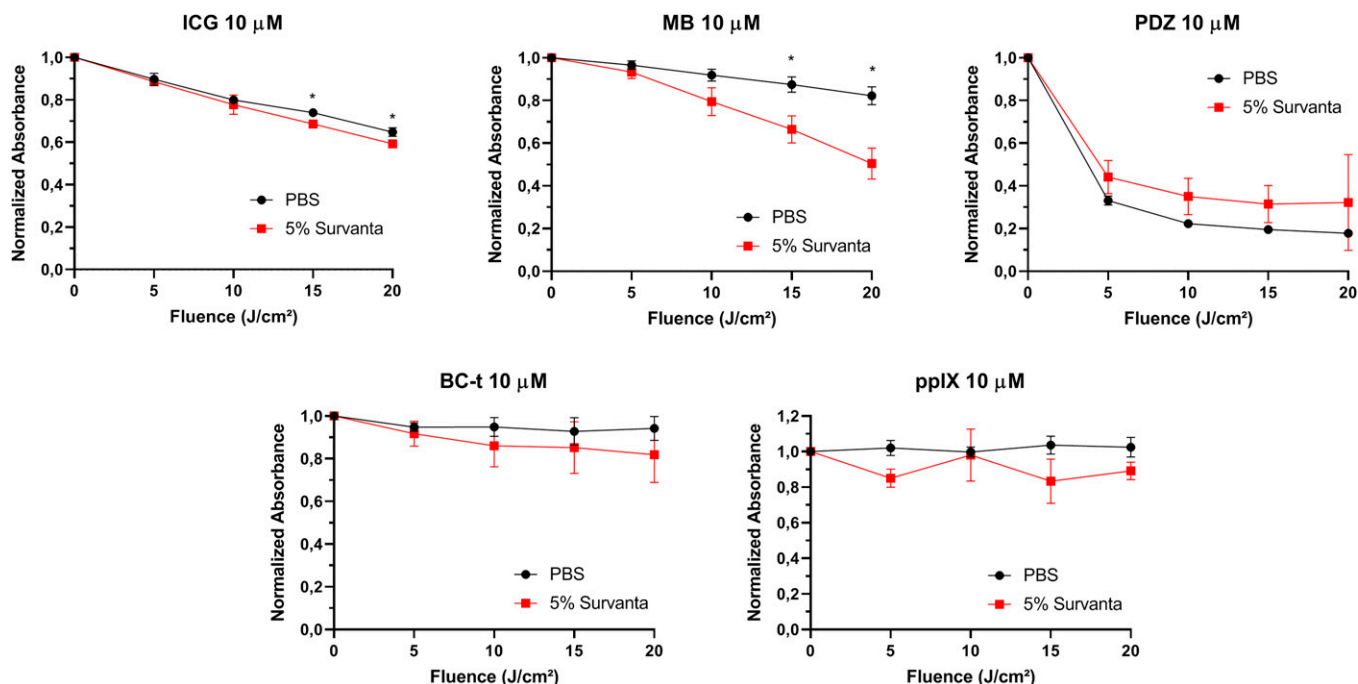 ICG 10 μM
Normalized Absorbance
1,0
0,8
0,6
0,4
0,2
0,0
*
*
PBS
5% Survanta
0 5 10 15 20
Fluence (J/cm²)
MB 10 μM
Normalized Absorbance
1,0
0,8
0,6
0,4
0,2
0,0
*
*
PBS
5% Survanta
0 5 10 15 20
Fluence (J/cm²)
PDZ 10 μM
Normalized Absorbance
1,0
0,8
0,6
0,4
0,2
0,0
PBS
5% Survanta
0 5 10 15 20
Fluence (J/cm²)
BC-t 10 μM
Normalized Absorbance
1,0
0,8
0,6
0,4
0,2
0,0
PBS
5% Survanta
0 5 10 15 20
Fluence (J/cm²)
ppIX 10 μM
Normalized Absorbance
1,2
1,0
0,8
0,6
0,4
0,2
0,0
PBS
5% Survanta
0 5 10 15 20
Fluence (J/cm²)